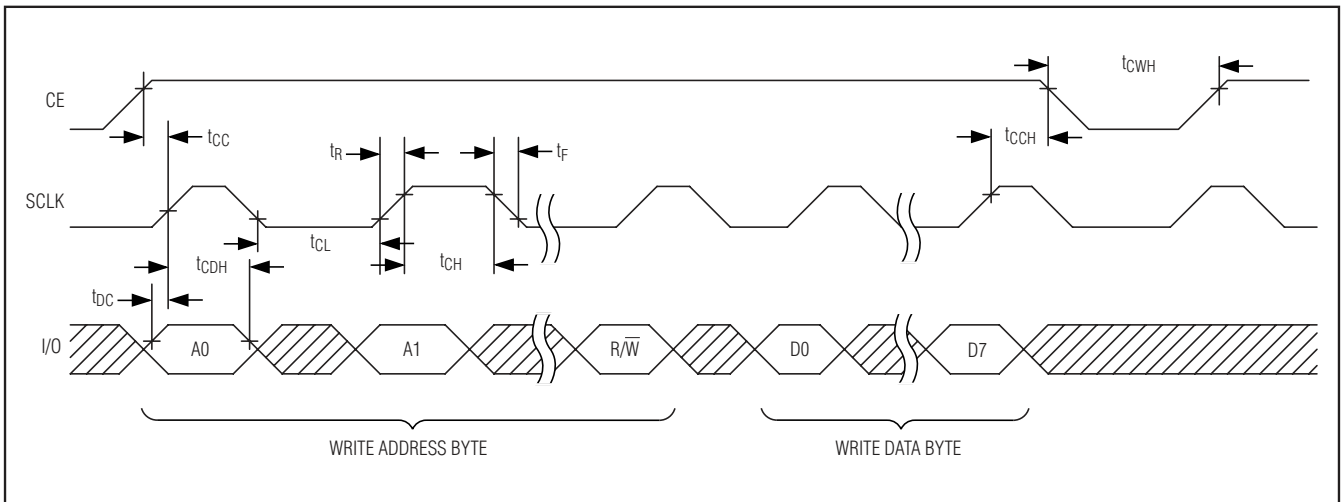 CE
tCWH
tCC
tCCH
tR
tF
SCLK
tCL
tCDH
tCH
tDC
I/O
A0
A1
R/W̅
D0
D7
WRITE ADDRESS BYTE
WRITE DATA BYTE